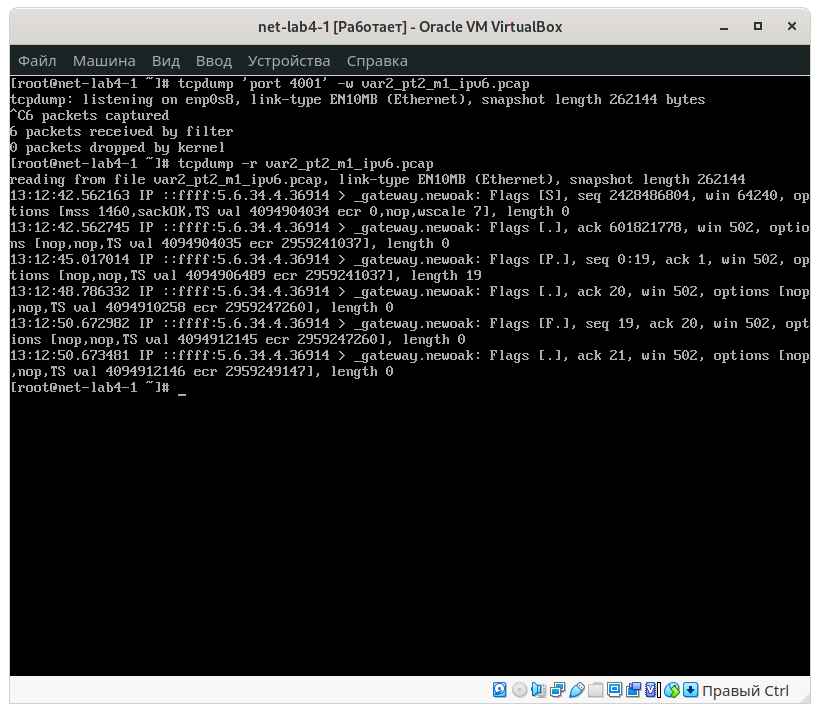 net-lab4-1 [Работает] - Oracle VM VirtualBox
Файл Машина Вид Ввод Устройства Справка
[root@net-lab4-1 ~]# tcpdump 'port 4001' -w var2_pt2_m1_ipv6.pcap
tcpdump: listening on enp0s8, link-type EN10MB (Ethernet), snapshot length 262144 bytes
^C6 packets captured
6 packets received by filter
0 packets dropped by kernel
[root@net-lab4-1 ~]# tcpdump -r var2_pt2_m1_ipv6.pcap
reading from file var2_pt2_m1_ipv6.pcap, link-type EN10MB (Ethernet), snapshot length 262144
13:12:42.562163 IP ::ffff:5.6.34.4.36914 > _gateway.newoak: Flags [S], seq 2428486804, win 64240, op
tions [mss 1460,sackOK,TS val 4094904034 ecr 0,nop,wscale 7], length 0
13:12:42.562745 IP ::ffff:5.6.34.4.36914 > _gateway.newoak: Flags [.], ack 601821778, win 502, optio
ns [nop,nop,TS val 4094904035 ecr 2959241037], length 0
13:12:45.017014 IP ::ffff:5.6.34.4.36914 > _gateway.newoak: Flags [P.], seq 0:19, ack 1, win 502, op
tions [nop,nop,TS val 4094906489 ecr 2959241037], length 19
13:12:48.786332 IP ::ffff:5.6.34.4.36914 > _gateway.newoak: Flags [.], ack 20, win 502, options [nop
,nop,TS val 4094910258 ecr 2959247260], length 0
13:12:50.672982 IP ::ffff:5.6.34.4.36914 > _gateway.newoak: Flags [F.], seq 19, ack 20, win 502, opt
ions [nop,nop,TS val 4094912145 ecr 2959247260], length 0
13:12:50.673481 IP ::ffff:5.6.34.4.36914 > _gateway.newoak: Flags [.], ack 21, win 502, options [nop
,nop,TS val 4094912146 ecr 2959249147], length 0
[root@net-lab4-1 ~]# _
Правый Ctrl